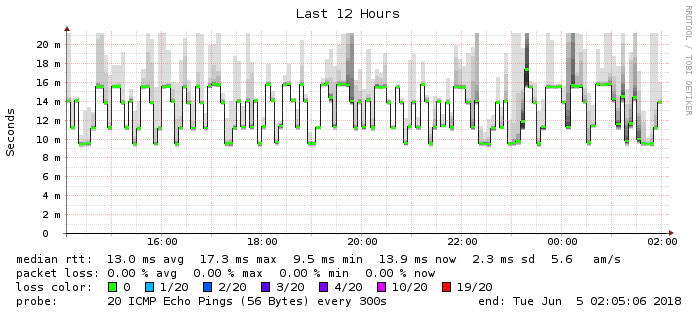 Last 12 Hours
RRDTOOL / TOBI OETIKER
Seconds
20 m
18 m
16 m
14 m
12 m
10 m
8 m
6 m
4 m
2 m
0
16:00 18:00 20:00 22:00 00:00 02:00
median rtt: 13.0 ms avg 17.3 ms max 9.5 ms min 13.9 ms now 2.3 ms sd 5.6 am/s
packet loss: 0.00 % avg 0.00 % max 0.00 % min 0.00 % now
loss color: 0 1/20 2/20 3/20 4/20 10/20 19/20
probe: 20 ICMP Echo Pings (56 Bytes) every 300s end: Tue Jun 5 02:05:06 2018